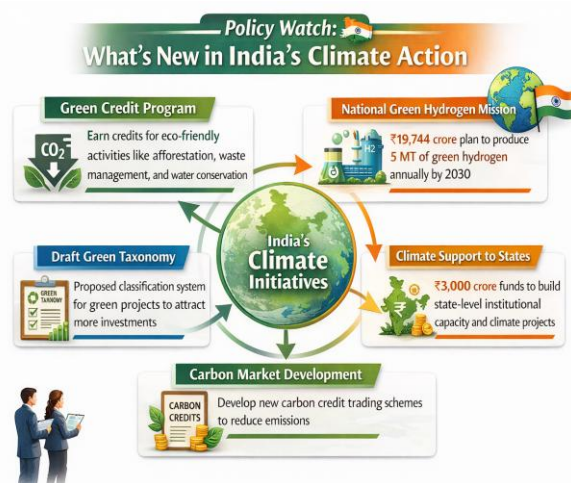 Policy Watch:
What's New in India's Climate Action
Green Credit Program
CO₂
Earn credits for eco-friendly
activities like afforestation, waste
management, and water conservation
National Green Hydrogen Mission
H2
₹19,744 crore plan to produce
5 MT of green hydrogen
annually by 2030
India's
Climate
Initiatives
Draft Green Taxonomy
GREEN
Proposed classification system
for green projects to attract
more investments
Climate Support to States
₹
₹3,000 crore funds to build
state-level institutional
capacity and climate projects
Carbon Market Development
CARBON
CREDITS
Develop new carbon credit trading schemes
to reduce emissions